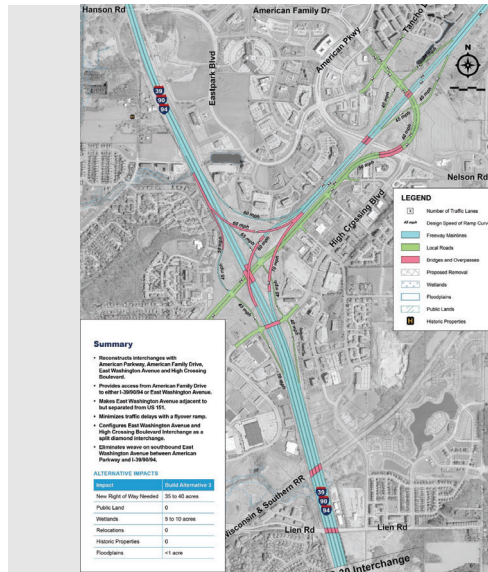 Hanson Rd
American Family Dr
American Pkwy
Eastpark Blvd
N
39
90
94
45 mph
45 mph
Nelson Rd
High Crossing Blvd
60 mph
LEGEND
Number of Traffic Lanes
45 mph Design Speed of Ramp Curve
Freeway Mainlines
Local Roads
Bridges and Overpasses
Proposed Removal
Wetlands
Floodplains
Public Lands
H Historic Properties
Summary
• Reconstructs interchanges with
American Parkway, American Family Drive,
East Washington Avenue and High Crossing
Boulevard.
• Provides access from American Family Drive
to either I-39/90/94 or East Washington Avenue.
• Makes East Washington Avenue adjacent to
but separated from US 151.
• Minimizes traffic delays with a flyover ramp.
• Configures East Washington Avenue and
High Crossing Boulevard Interchange as a
split diamond interchange.
• Eliminates weave on southbound East
Washington Avenue between American
Parkway and I-39/90/94.
ALTERNATIVE IMPACTS
Impact Build Alternative 3
New Right of Way Needed 35 to 40 acres
Public Land 0
Wetlands 5 to 10 acres
Relocations 0
Historic Properties 0
Floodplains <1 acre
Wisconsin & Southern RR
39
90
94
Lien Rd
Lien Rd
Interchange